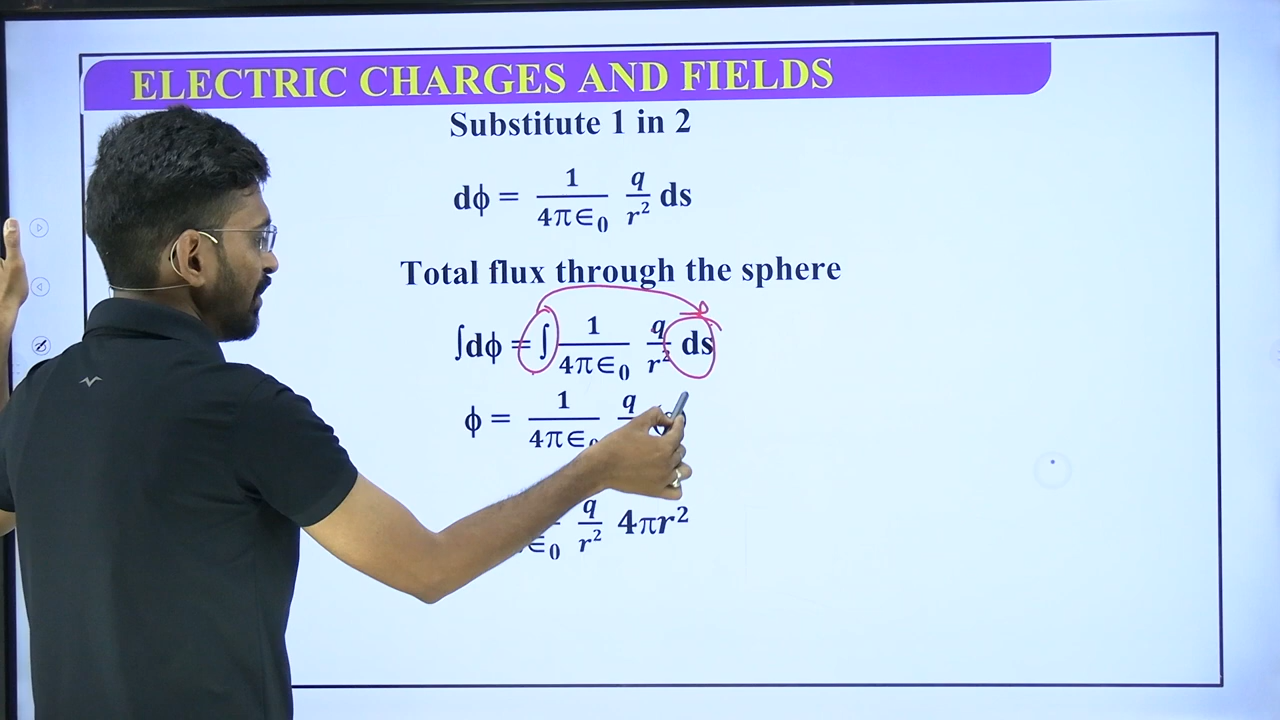 ELECTRIC CHARGES AND FIELDS
Substitute 1 in 2
dϕ = 1/4π∈₀ q/r² ds
Total flux through the sphere
∫dϕ = ∫ 1/4π∈₀ q/r² ds
ϕ = 1/4π∈₀ q
∈₀ q/r² 4πr²